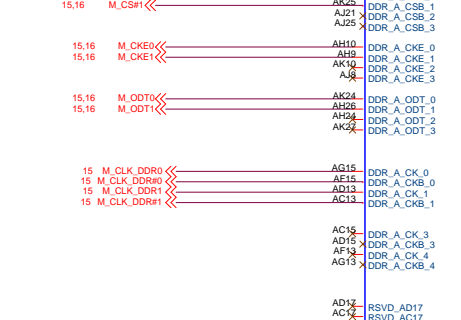 15,16 M_CS#1 AK25 DDR_A_CSB_1
AJ21 DDR_A_CSB_2
AJ25 DDR_A_CSB_3
15,16 M_CKE0 AH10 DDR_A_CKE_0
15,16 M_CKE1 AH9 DDR_A_CKE_1
AK10 DDR_A_CKE_2
AJ8 DDR_A_CKE_3
15,16 M_ODT0 AK24 DDR_A_ODT_0
15,16 M_ODT1 AH26 DDR_A_ODT_1
AH24 DDR_A_ODT_2
AK27 DDR_A_ODT_3
15 M_CLK_DDR0 AG15 DDR_A_CK_0
15 M_CLK_DDR#0 AF15 DDR_A_CKB_0
15 M_CLK_DDR1 AD13 DDR_A_CK_1
15 M_CLK_DDR#1 AC13 DDR_A_CKB_1
AC15 DDR_A_CK_3
AD15 DDR_A_CKB_3
AF13 DDR_A_CK_4
AG13 DDR_A_CKB_4
AD17 RSVD_AD17
AC17 RSVD_AC17